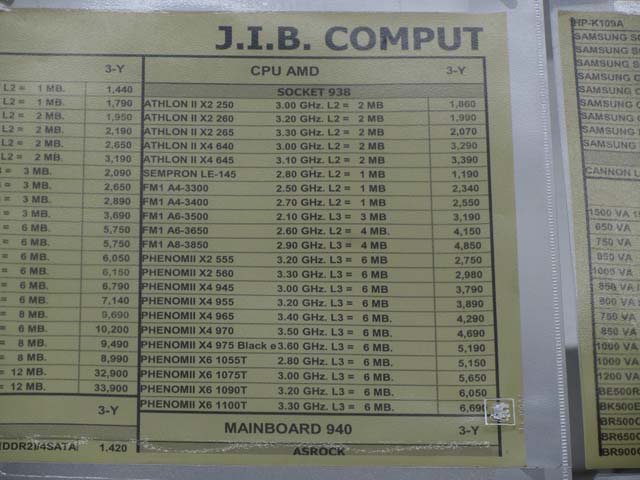 J.I.B. COMPUT
3-Y
L2 = 1 MB. 1,440
L2 = 1 MB. 1,790
L2 = 2 MB. 1,950
L2 = 2 MB. 2,190
L2 = 2 MB. 2,650
L2 = 2 MB. 3,190
= 3 MB. 2,090
= 3 MB. 2,650
= 3 MB. 2,890
= 3 MB. 3,690
= 6 MB. 5,750
= 6 MB. 5,750
= 6 MB. 6,050
= 6 MB. 6,150
= 6 MB. 6,790
= 6 MB. 7,140
= 8 MB. 9,690
= 6 MB. 10,200
= 8 MB. 9,490
= 8 MB. 8,990
= 12 MB. 32,900
= 12 MB. 33,900
3-Y
(DDR2)/4SATA 1,420
CPU AMD 3-Y
SOCKET 938
ATHLON II X2 250 3.00 GHz. L2 = 2 MB 1,860
ATHLON II X2 260 3.20 GHz. L2 = 2 MB 1,990
ATHLON II X2 265 3.30 GHz. L2 = 2 MB 2,070
ATHLON II X4 640 3.00 GHz. L2 = 2 MB 3,290
ATHLON II X4 645 3.10 GHz. L2 = 2 MB 3,390
SEMPRON LE-145 2.80 GHz. L2 = 1 MB 1,190
FM1 A4-3300 2.50 GHz. L2 = 1 MB 2,340
FM1 A4-3400 2.70 GHz. L2 = 1 MB 2,550
FM1 A6-3500 2.10 GHz. L3 = 3 MB 3,190
FM1 A6-3650 2.60 GHz. L2 = 4 MB. 4,150
FM1 A8-3850 2.90 GHz. L3 = 4 MB 4,850
PHENOMII X2 555 3.20 GHz. L3 = 6 MB 2,750
PHENOMII X2 560 3.30 GHz. L3 = 6 MB 2,980
PHENOMII X4 945 3.00 GHz. L3 = 6 MB 3,790
PHENOMII X4 955 3.20 GHz. L3 = 6 MB 3,890
PHENOMII X4 965 3.40 GHz. L3 = 6 MB. 4,290
PHENOMII X4 970 3.50 GHz. L3 = 6 MB. 4,690
PHENOMII X4 975 Black e3.60 GHz. L3 = 6 MB. 5,190
PHENOMII X6 1055T 2.80 GHz. L3 = 6 MB. 5,150
PHENOMII X6 1075T 3.00 GHz. L3 = 6 MB. 5,650
PHENOMII X6 1090T 3.20 GHz. L3 = 6 MB. 6,050
PHENOMII X6 1100T 3.30 GHz. L3 = 6 MB. 6,690
MAINBOARD 940 3-Y
ASROCK
HP-K109A
SAMSUNG
SAMSUNG
SAMSUNG
SAMSUNG
SAMSUNG
SAMSUNG
SAMSUNG
SAMSUNG
SAMSUNG
CANNON
1500 VA
650 VA
750 VA
850 VA
1000 VA
850 VA
800 VA
750 VA
850 VA
1000 VA
1200 VA
BE500R
BK500E
BR500C
BR650C
BR900G